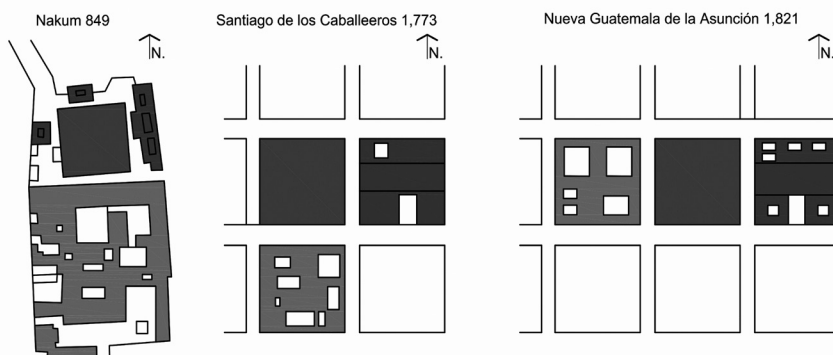 Nakum 849
Santiago de los Caballeeros 1,773
Nueva Guatemala de la Asunción 1,821
N.
N.
N.